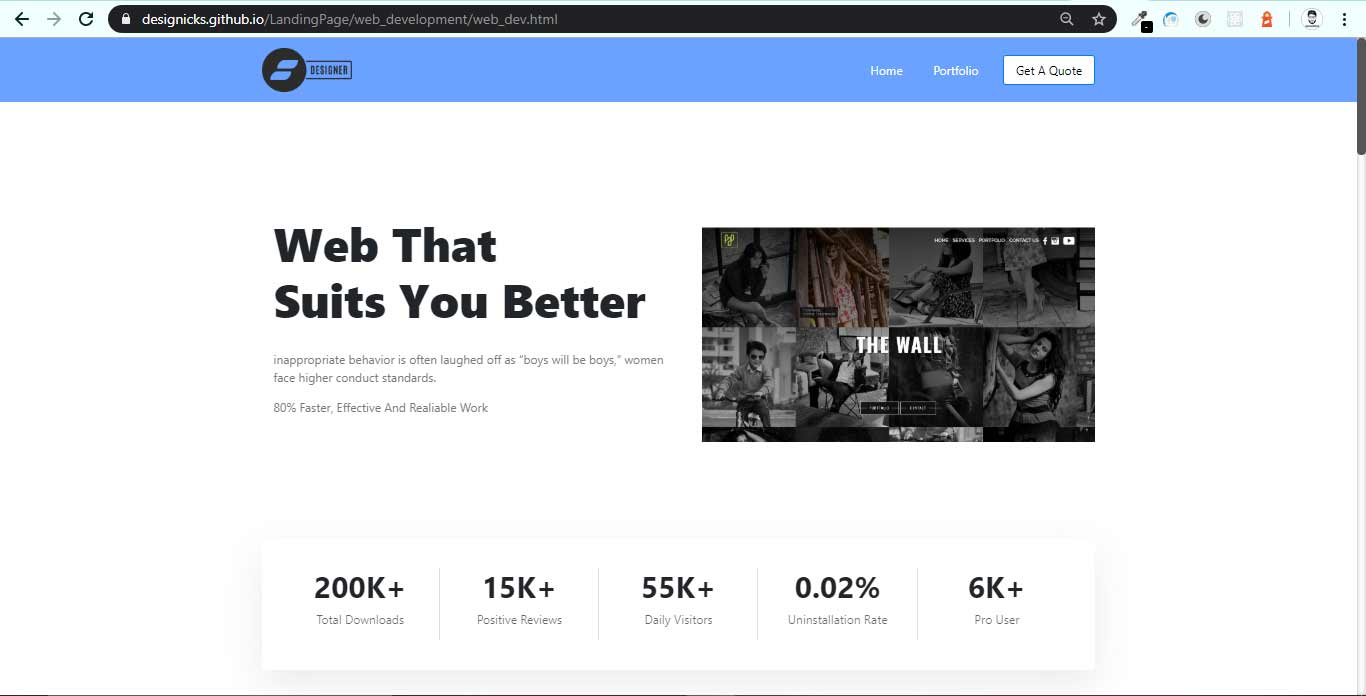 designicks.github.io/LandingPage/web_development/web_dev.html
DESIGNER
Home Portfolio Get A Quote
Web That
Suits You Better
inappropriate behavior is often laughed off as “boys will be boys,” women
face higher conduct standards.
80% Faster, Effective And Realiable Work
HOME SERVICES PORTFOLIO CONTACT US
THE WALL
PORTFOLIO CONTACT
200K+ 15K+ 55K+ 0.02% 6K+
Total Downloads Positive Reviews Daily Visitors Uninstallation Rate Pro User